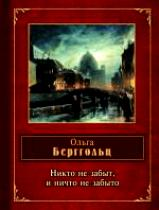 Ольга
Берггольц
Никто не забыт,
и ничто не забыто